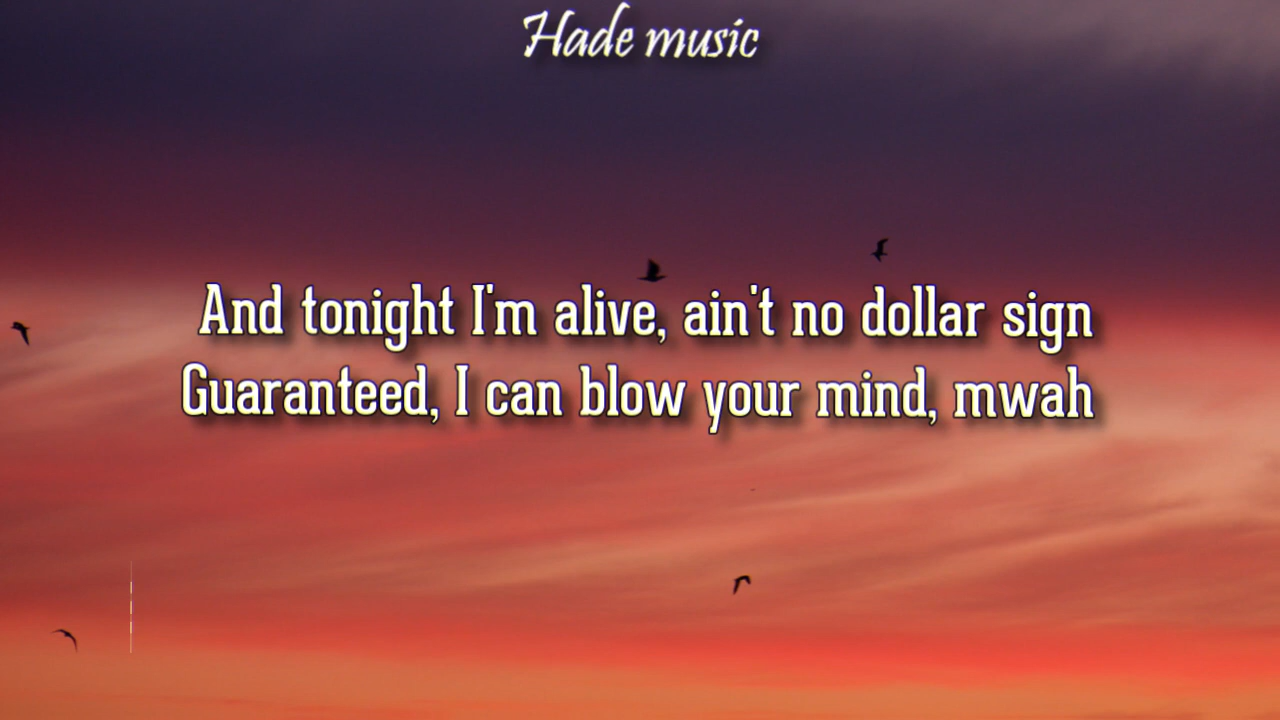 Hade music
And tonight I'm alive, ain't no dollar sign
Guaranteed, I can blow your mind, mwah